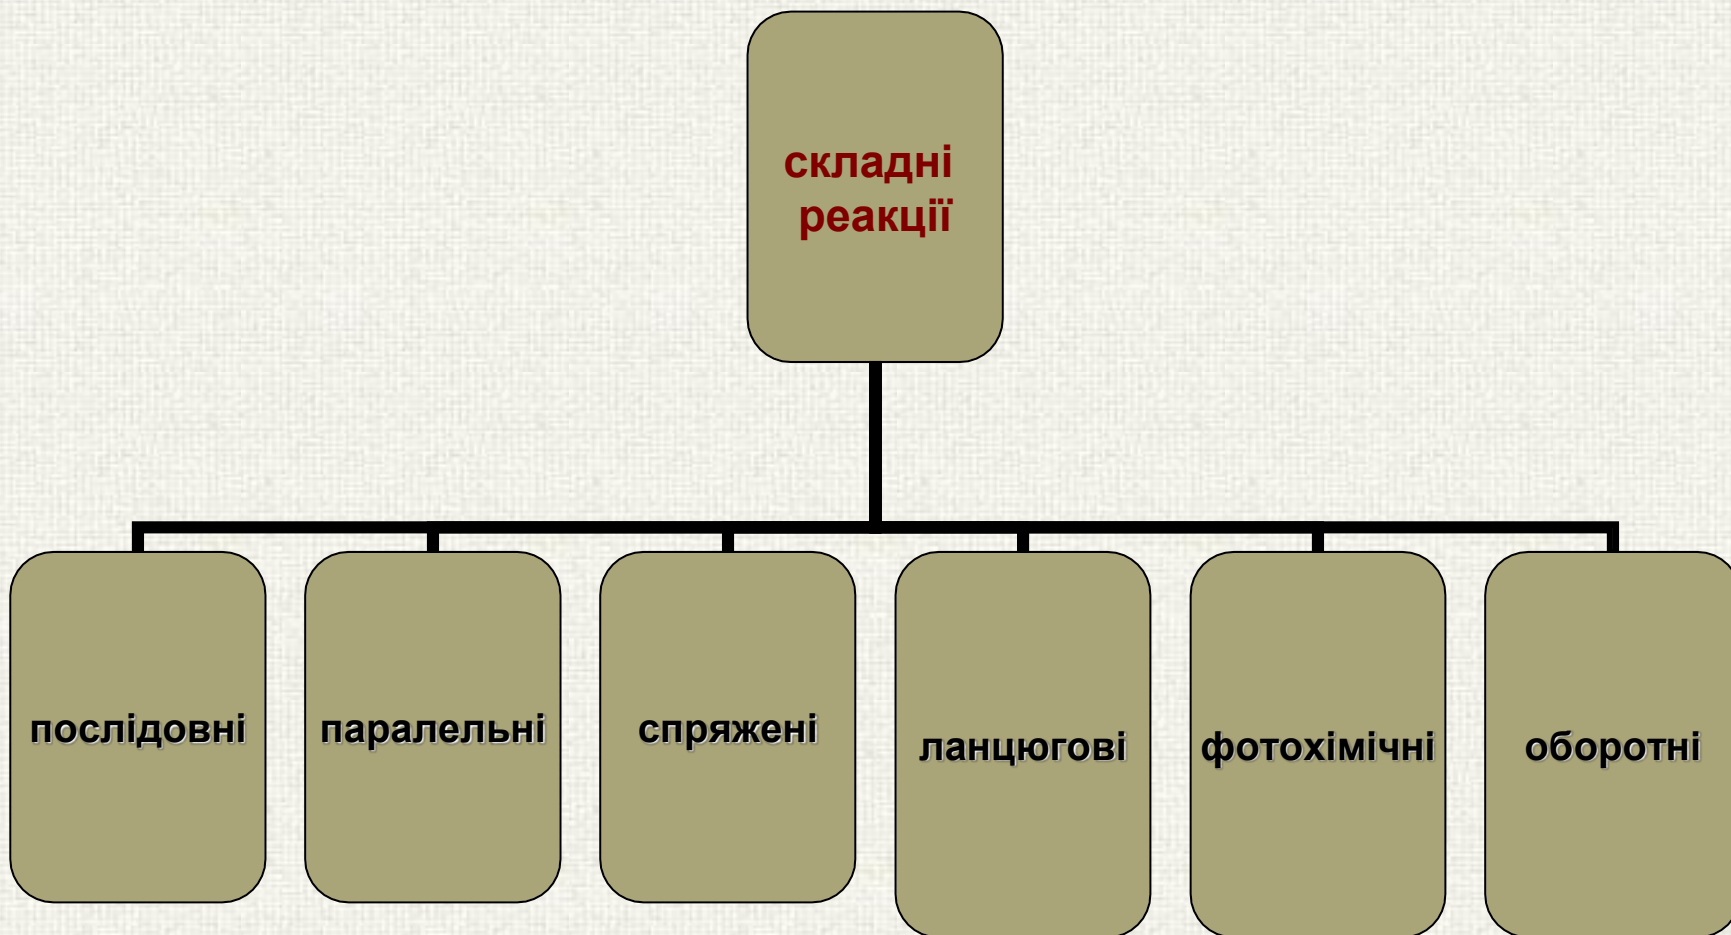 складні
реакції
послідовні
паралельні
спряжені
ланцюгові
фотохімічні
оборотні